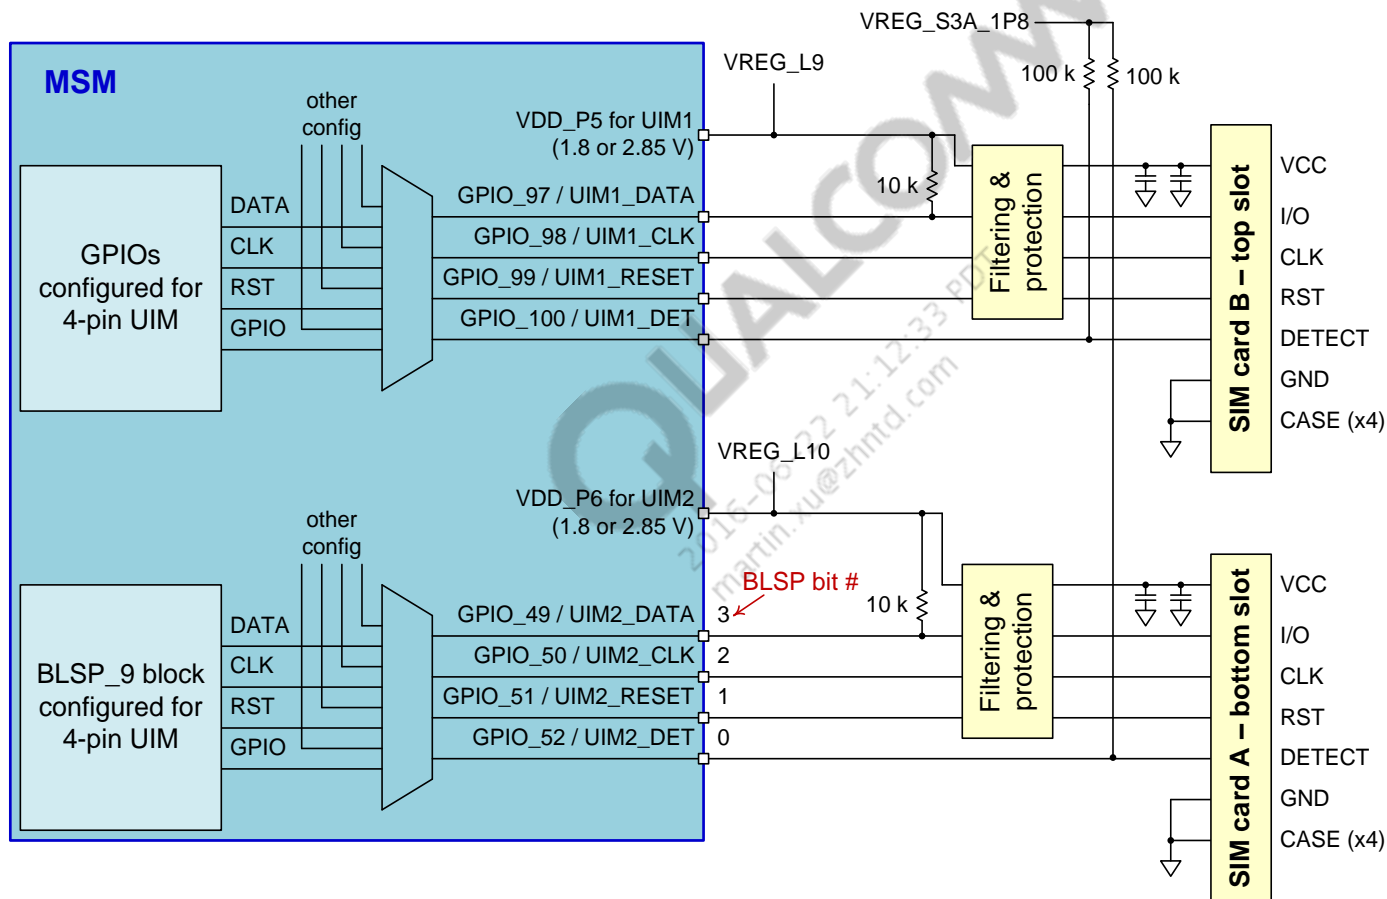 VREG_S3A_1P8
VREG_L9
100 k
100 k
MSM
other
config
VDD_P5 for UIM1
(1.8 or 2.85 V)
10 k
GPIOs
configured for
4-pin UIM
DATA
CLK
RST
GPIO
GPIO_97 / UIM1_DATA
GPIO_98 / UIM1_CLK
GPIO_99 / UIM1_RESET
GPIO_100 / UIM1_DET
Filtering &
protection
SIM card B – top slot
VCC
I/O
CLK
RST
DETECT
GND
CASE (x4)
QUALCOMM
2016-06-22 21:12:33 PDT
martin.xu@zhntd.com
VREG_L10
other
config
VDD_P6 for UIM2
(1.8 or 2.85 V)
BLSP bit #
10 k
BLSP_9 block
configured for
4-pin UIM
DATA
CLK
RST
GPIO
GPIO_49 / UIM2_DATA 3
GPIO_50 / UIM2_CLK 2
GPIO_51 / UIM2_RESET 1
GPIO_52 / UIM2_DET 0
Filtering &
protection
SIM card A – bottom slot
VCC
I/O
CLK
RST
DETECT
GND
CASE (x4)